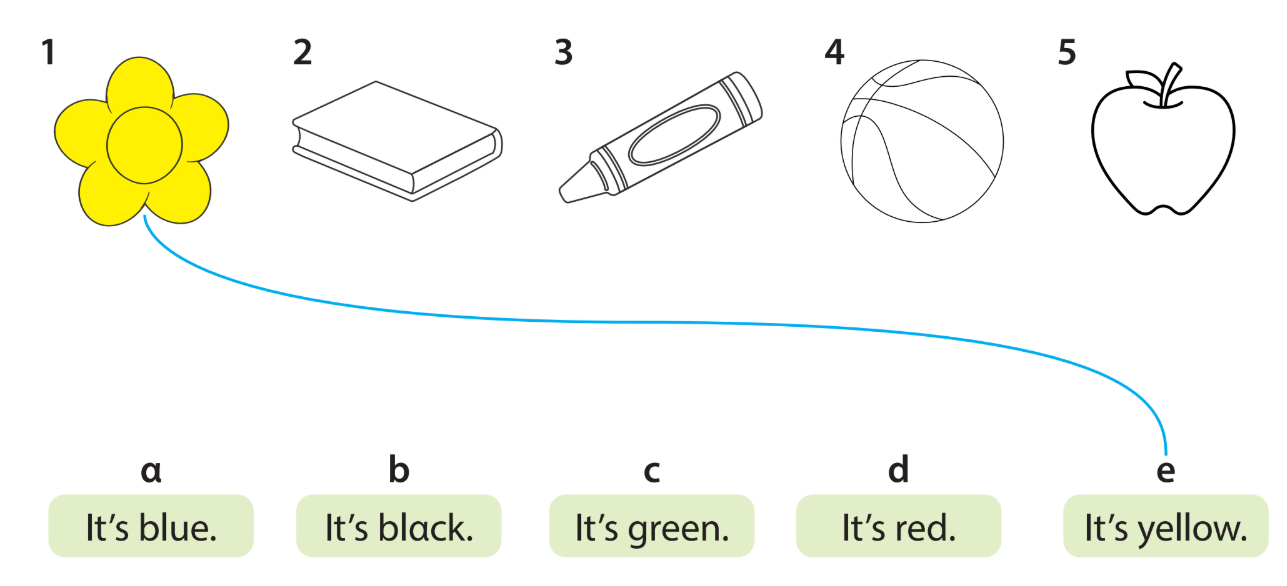 1 2 3 4 5
a b c d e
It's blue. It's black. It's green. It's red. It's yellow.